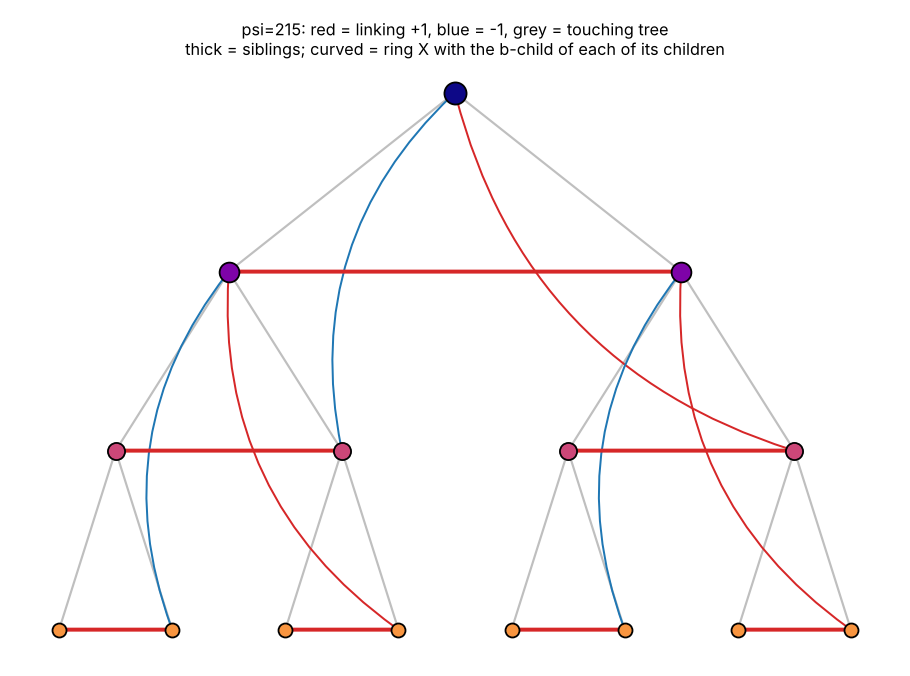 psi=215: red = linking +1, blue = -1, grey = touching tree
thick = siblings; curved = ring X with the b-child of each of its children